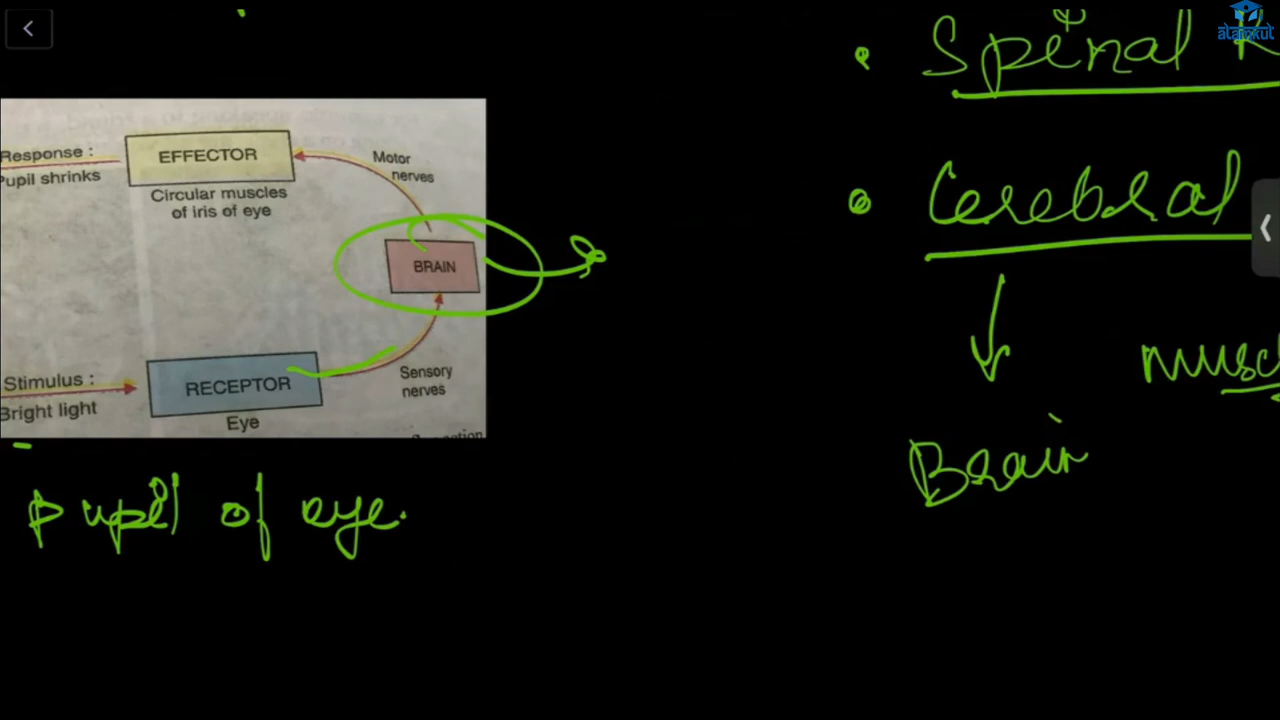 alamkul
• Spinal R
Response :
Pupil shrinks
EFFECTOR
Circular muscles
of iris of eye
Motor
nerves
• Cerebral
BRAIN
Stimulus :
Bright light
RECEPTOR
Eye
Sensory
nerves
musc
Brain
Pupil of eye.